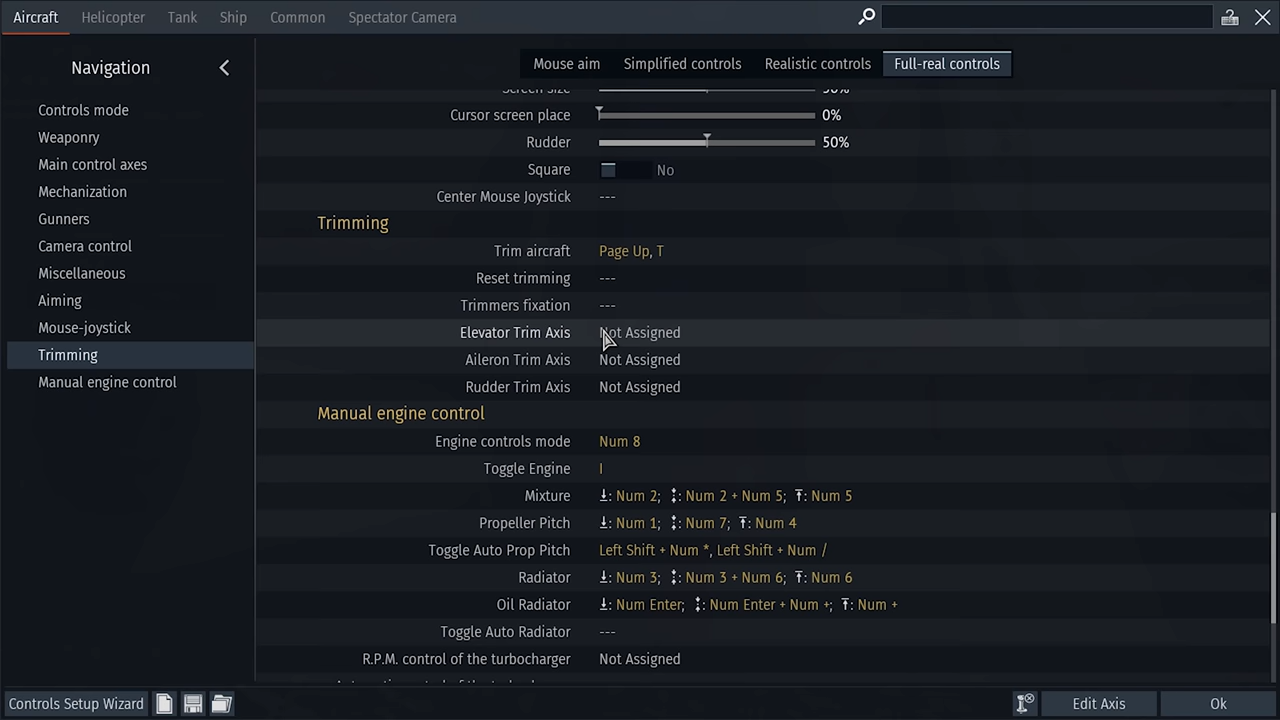 Aircraft Helicopter Tank Ship Common Spectator Camera
Navigation
Controls mode
Weaponry
Main control axes
Mechanization
Gunners
Camera control
Miscellaneous
Aiming
Mouse-joystick
Trimming
Manual engine control
Mouse aim Simplified controls Realistic controls Full-real controls
Screen size 50%
Cursor screen place 0%
Rudder 50%
Square No
Center Mouse Joystick ---
Trimming
Trim aircraft Page Up, T
Reset trimming ---
Trimmers fixation ---
Elevator Trim Axis Not Assigned
Aileron Trim Axis Not Assigned
Rudder Trim Axis Not Assigned
Manual engine control
Engine controls mode Num 8
Toggle Engine I
Mixture ↓: Num 2; ↕: Num 2 + Num 5; ↑: Num 5
Propeller Pitch ↓: Num 1; ↕: Num 7; ↑: Num 4
Toggle Auto Prop Pitch Left Shift + Num *, Left Shift + Num /
Radiator ↓: Num 3; ↕: Num 3 + Num 6; ↑: Num 6
Oil Radiator ↓: Num Enter; ↕: Num Enter + Num +; ↑: Num +
Toggle Auto Radiator ---
R.P.M. control of the turbocharger Not Assigned
Controls Setup Wizard Edit Axis Ok